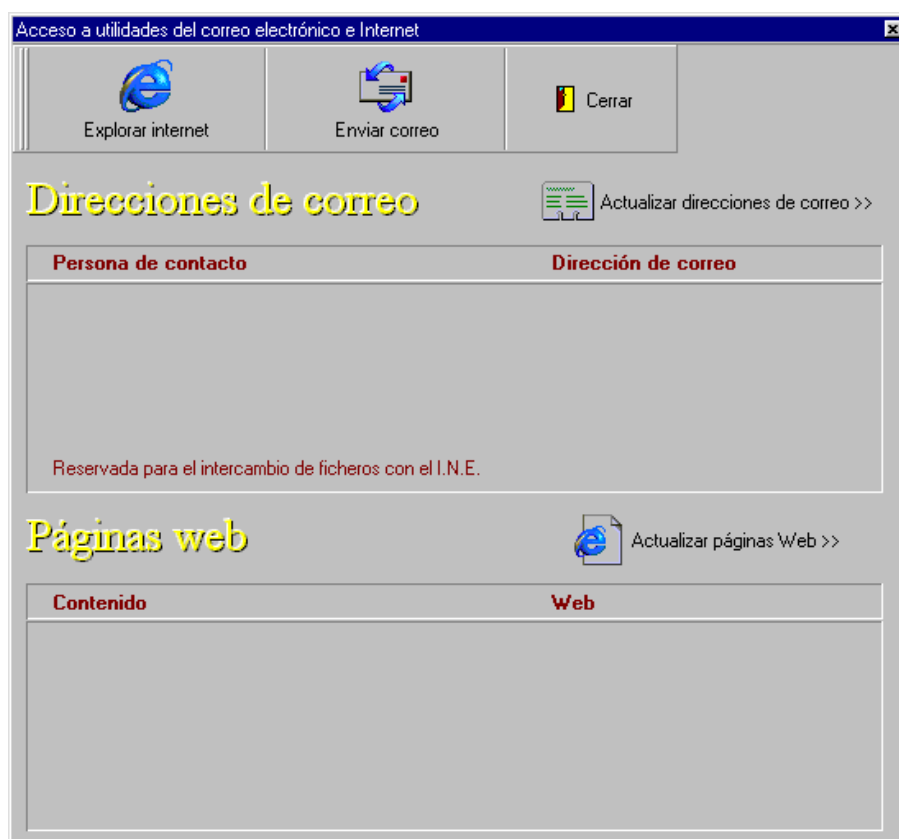 Acceso a utilidades del correo electrónico e Internet
Explorar internet
Enviar correo
Cerrar
Direcciones de correo
Actualizar direcciones de correo >>
Persona de contacto
Dirección de correo
Reservada para el intercambio de ficheros con el I.N.E.
Páginas web
Actualizar páginas Web >>
Contenido
Web